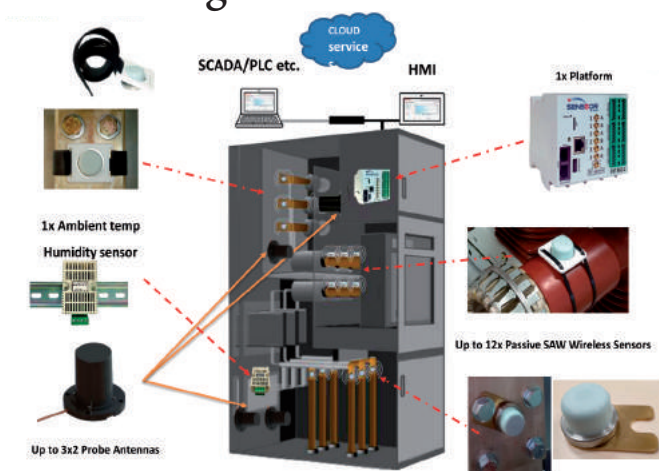 CLOUD
service
s
SCADA/PLC etc.
HMI
1x Platform
SENSOR
1x Ambient temp
Humidity sensor
Up to 12x Passive SAW Wireless Sensors
Up to 3x2 Probe Antennas